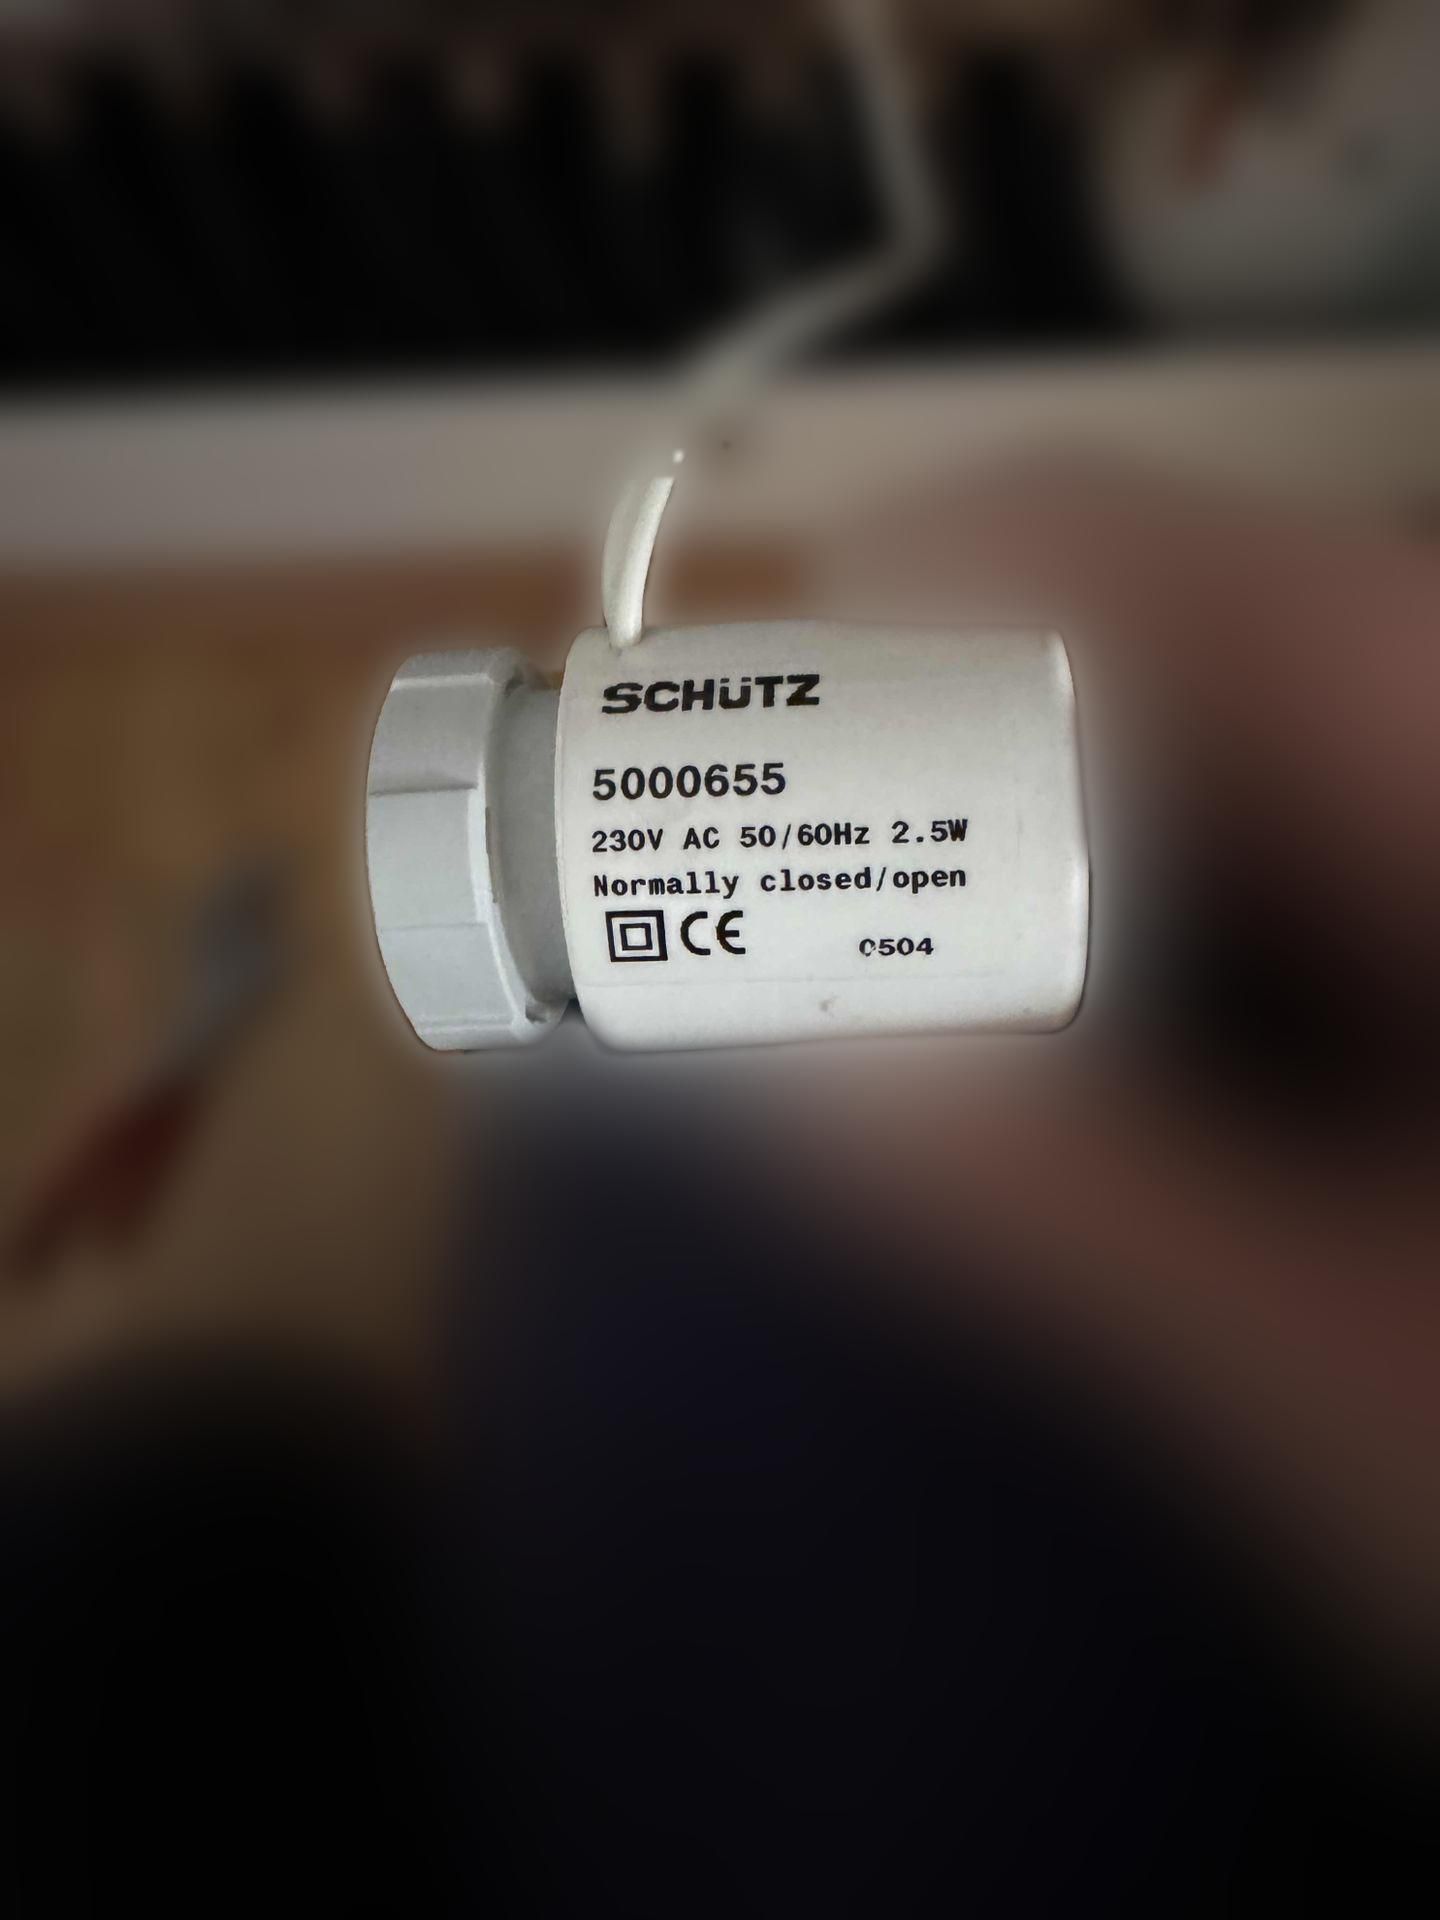 SCHÜTZ
5000655
230V AC 50/60Hz 2.5W
Normally closed/open
CE 0504